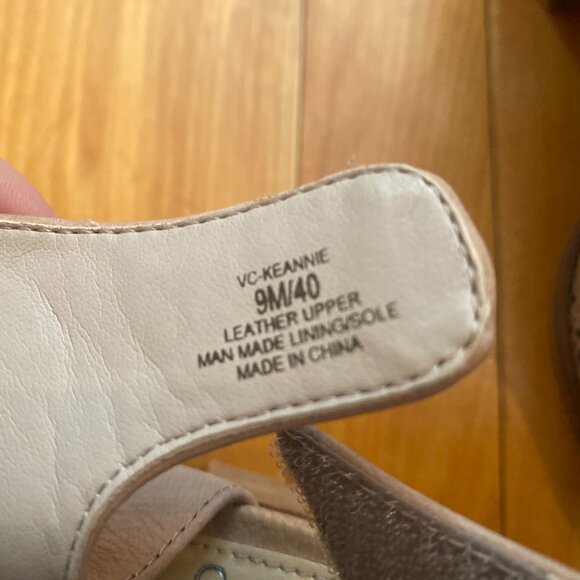 VC-KEANNIE
9M/40
LEATHER UPPER
MAN MADE LINING/SOLE
MADE IN CHINA